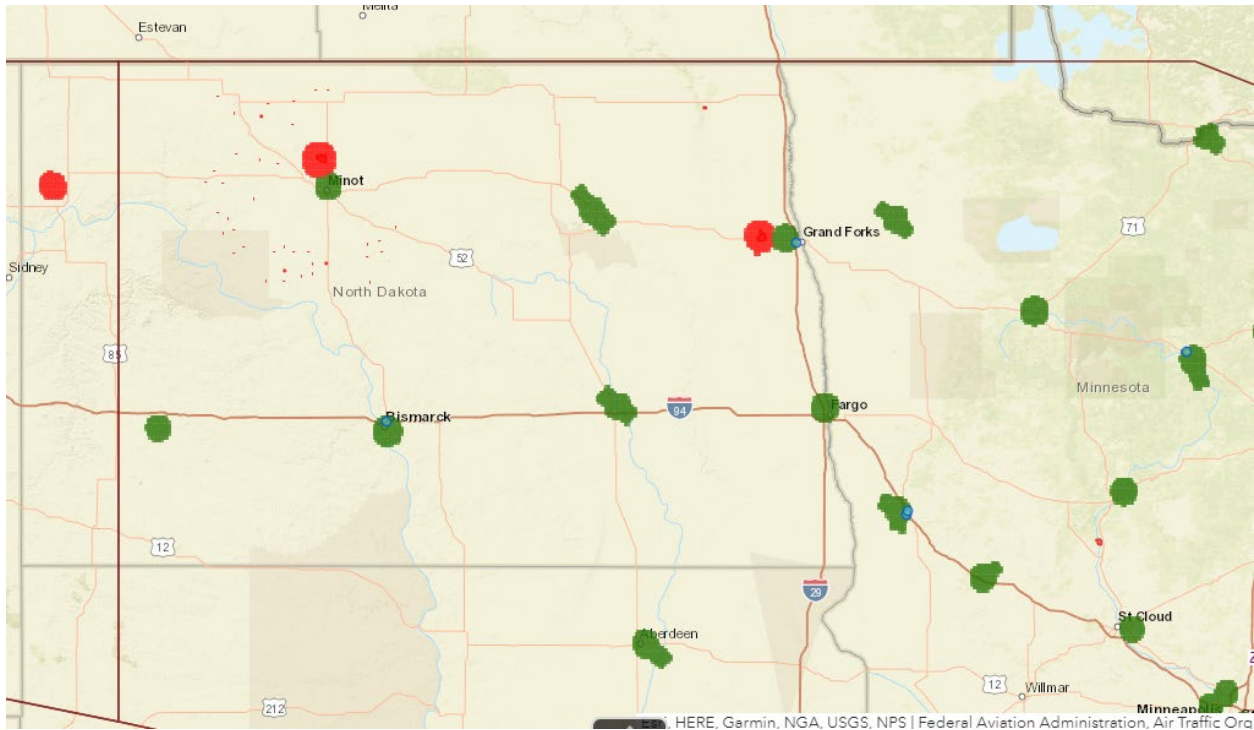 Estevan
Melita
Minot
Grand Forks
71
Sidney
52
North Dakota
85
Minnesota
Bismarck
94
Fargo
12
29
Aberdeen
St Cloud
12
Willmar
212
Minneapolis
Esri, HERE, Garmin, NGA, USGS, NPS | Federal Aviation Administration, Air Traffic Org